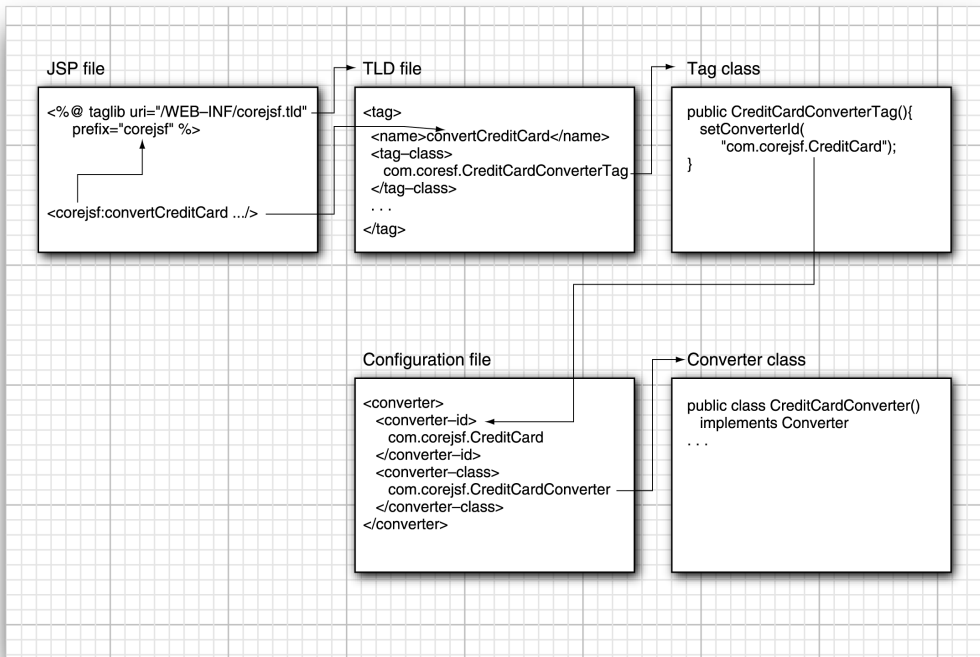 JSP file
<%@ taglib uri="/WEB–INF/corejsf.tld"
prefix="corejsf" %>
<corejsf:convertCreditCard .../>
TLD file
<tag>
<name>convertCreditCard</name>
<tag–class>
com.coresf.CreditCardConverterTag
</tag–class>
. . .
</tag>
Tag class
public CreditCardConverterTag(){
setConverterId(
"com.corejsf.CreditCard");
}
Configuration file
<converter>
<converter–id>
com.corejsf.CreditCard
</converter–id>
<converter–class>
com.corejsf.CreditCardConverter
</converter–class>
</converter>
Converter class
public class CreditCardConverter()
implements Converter
. . .